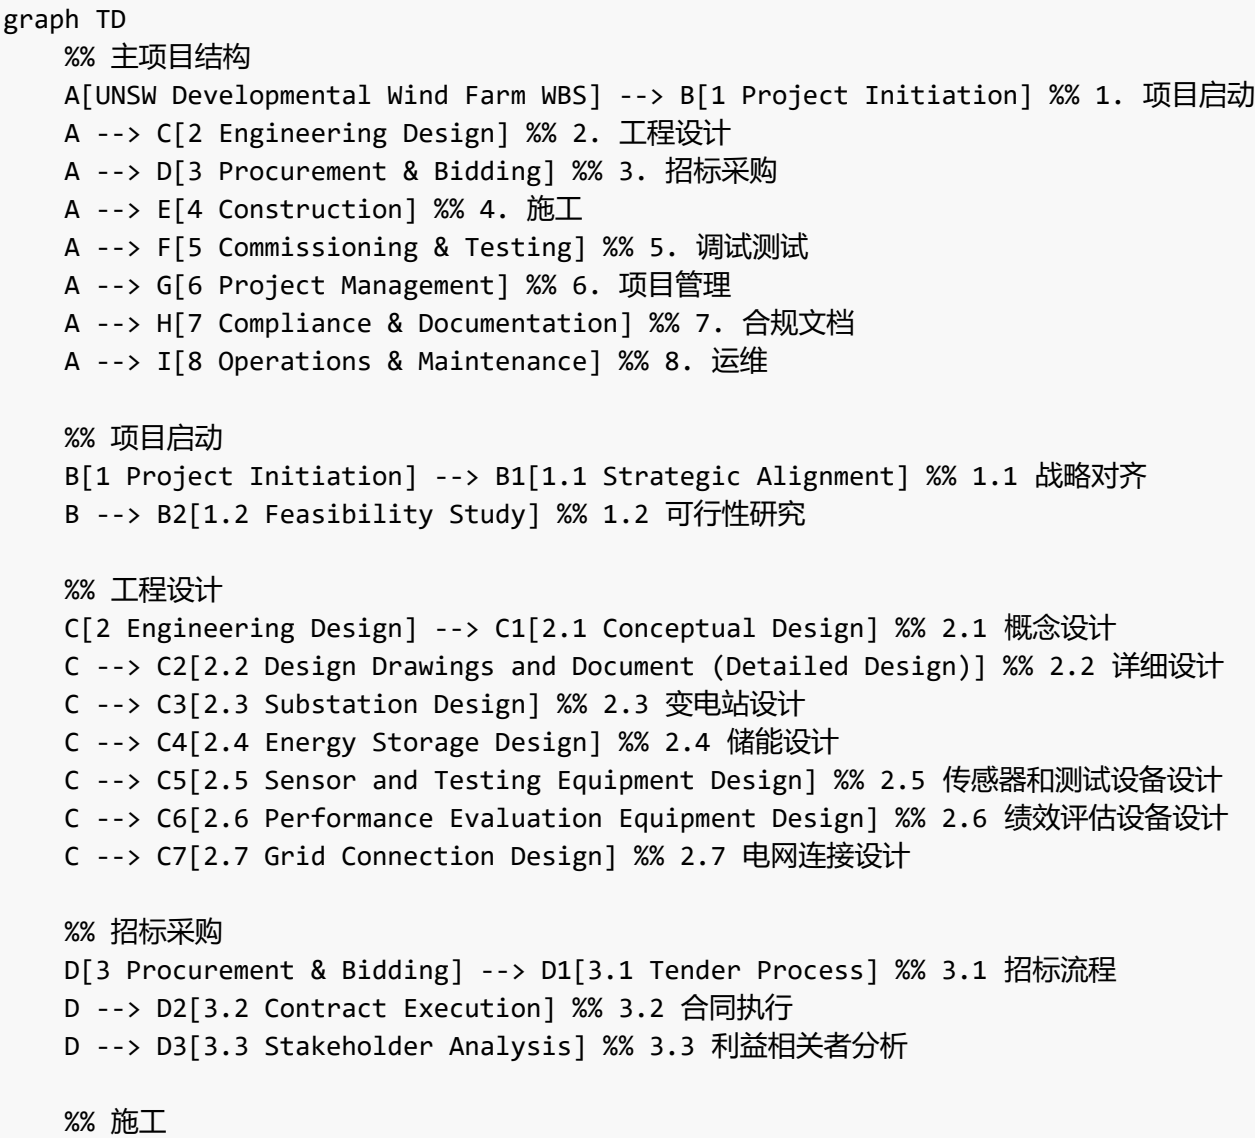 graph TD
    %% 主项目结构
    A[UNSW Developmental Wind Farm WBS] --> B[1 Project Initiation] %% 1. 项目启动
    A --> C[2 Engineering Design] %% 2. 工程设计
    A --> D[3 Procurement & Bidding] %% 3. 招标采购
    A --> E[4 Construction] %% 4. 施工
    A --> F[5 Commissioning & Testing] %% 5. 调试测试
    A --> G[6 Project Management] %% 6. 项目管理
    A --> H[7 Compliance & Documentation] %% 7. 合规文档
    A --> I[8 Operations & Maintenance] %% 8. 运维

    %% 项目启动
    B[1 Project Initiation] --> B1[1.1 Strategic Alignment] %% 1.1 战略对齐
    B --> B2[1.2 Feasibility Study] %% 1.2 可行性研究

    %% 工程设计
    C[2 Engineering Design] --> C1[2.1 Conceptual Design] %% 2.1 概念设计
    C --> C2[2.2 Design Drawings and Document (Detailed Design)] %% 2.2 详细设计
    C --> C3[2.3 Substation Design] %% 2.3 变电站设计
    C --> C4[2.4 Energy Storage Design] %% 2.4 储能设计
    C --> C5[2.5 Sensor and Testing Equipment Design] %% 2.5 传感器和测试设备设计
    C --> C6[2.6 Performance Evaluation Equipment Design] %% 2.6 绩效评估设备设计
    C --> C7[2.7 Grid Connection Design] %% 2.7 电网连接设计

    %% 招标采购
    D[3 Procurement & Bidding] --> D1[3.1 Tender Process] %% 3.1 招标流程
    D --> D2[3.2 Contract Execution] %% 3.2 合同执行
    D --> D3[3.3 Stakeholder Analysis] %% 3.3 利益相关者分析

    %% 施工